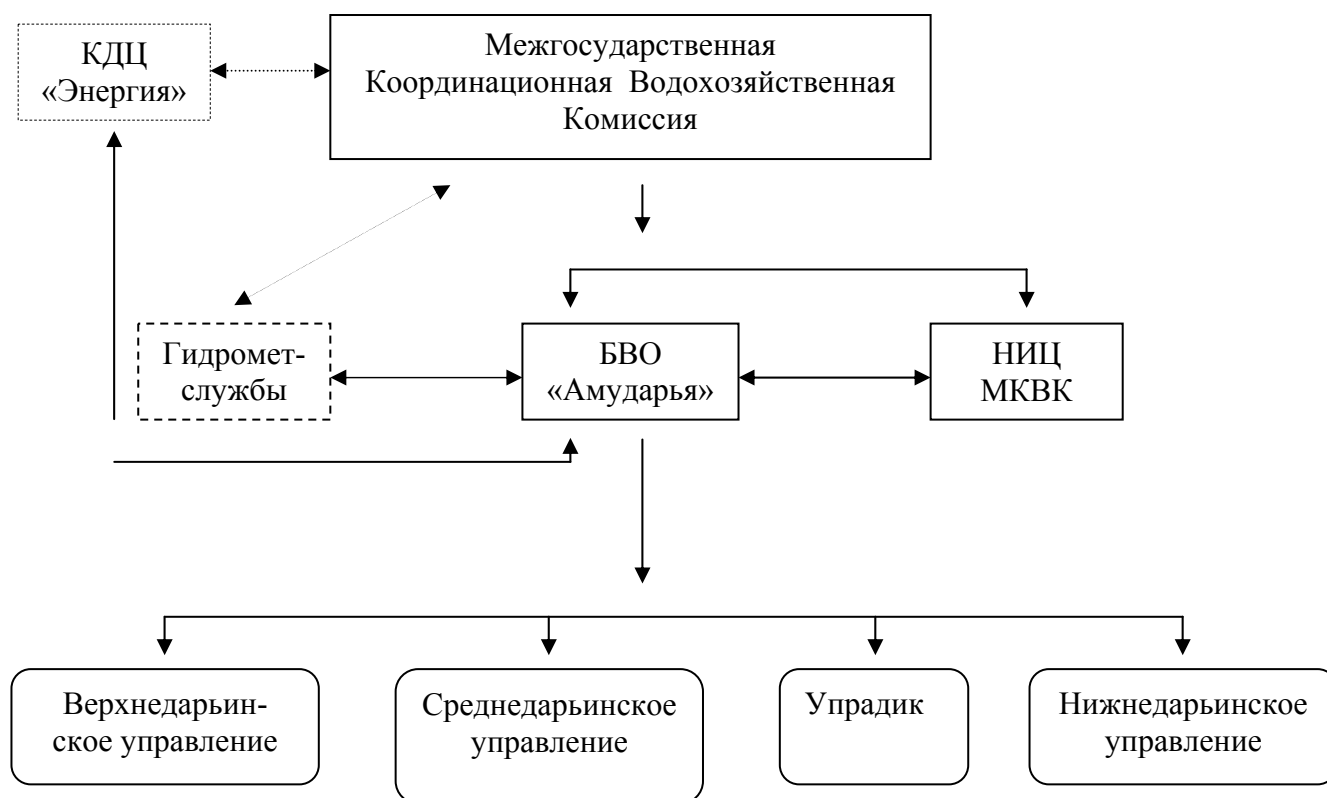 КДЦ
«Энергия»
Межгосударственная
Координационная Водохозяйственная
Комиссия
Гидромет-
службы
БВО
«Амударья»
НИЦ
МКВК
Верхнедарьин-
ское управление
Среднедарьинское
управление
Упрадик
Нижнедарьинское
управление